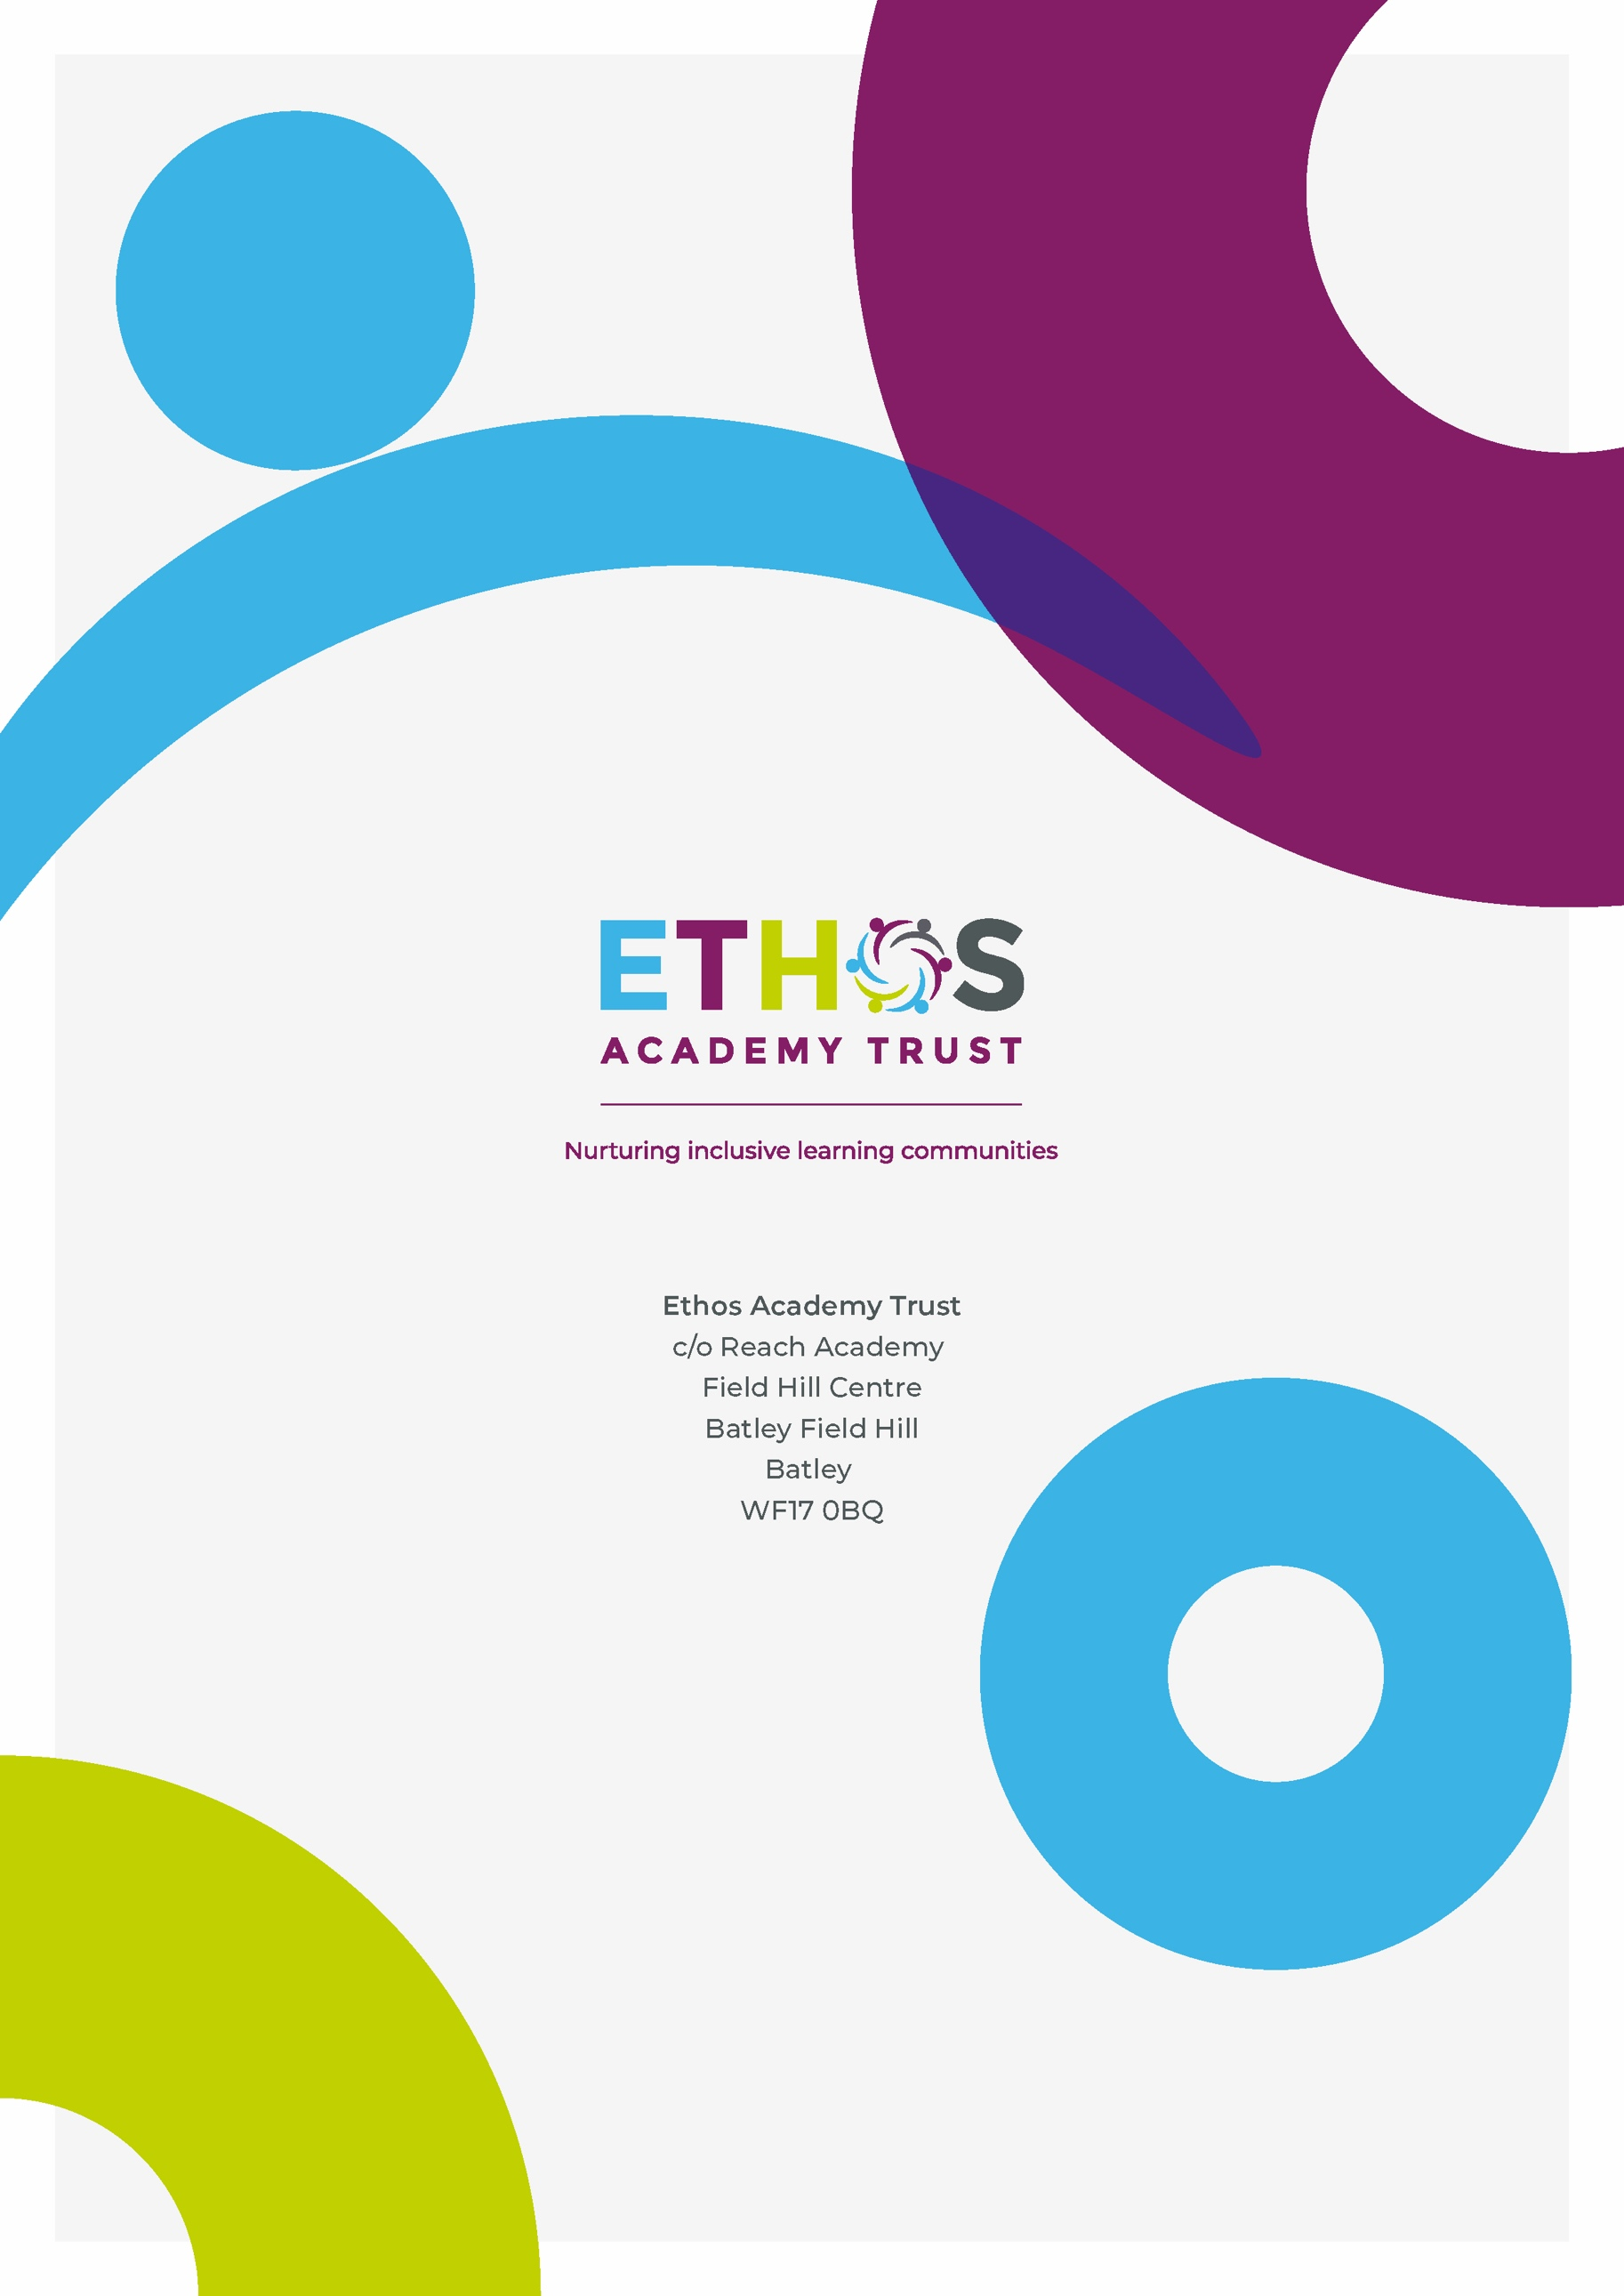 ETHOS
ACADEMY TRUST
Nurturing inclusive learning communities
Ethos Academy Trust
c/o Reach Academy
Field Hill Centre
Batley Field Hill
Batley
WF17 0BQ